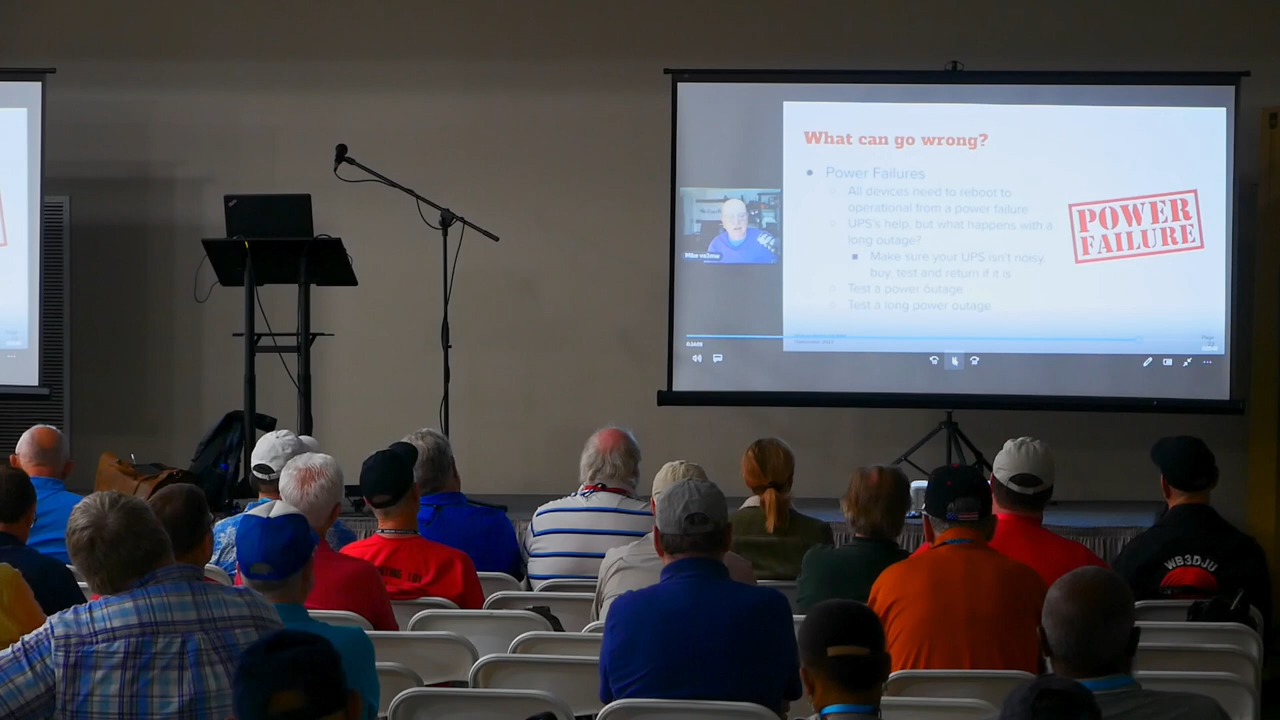 What can go wrong?
Power Failures
All devices need to reboot to
operational from a power failure
UPS's help, but what happens with a
long outage?
Make sure your UPS isn't noisy,
buy, test and return if it is
Test a power outage
Test a long power outage
POWER
FAILURE
WB3DJU